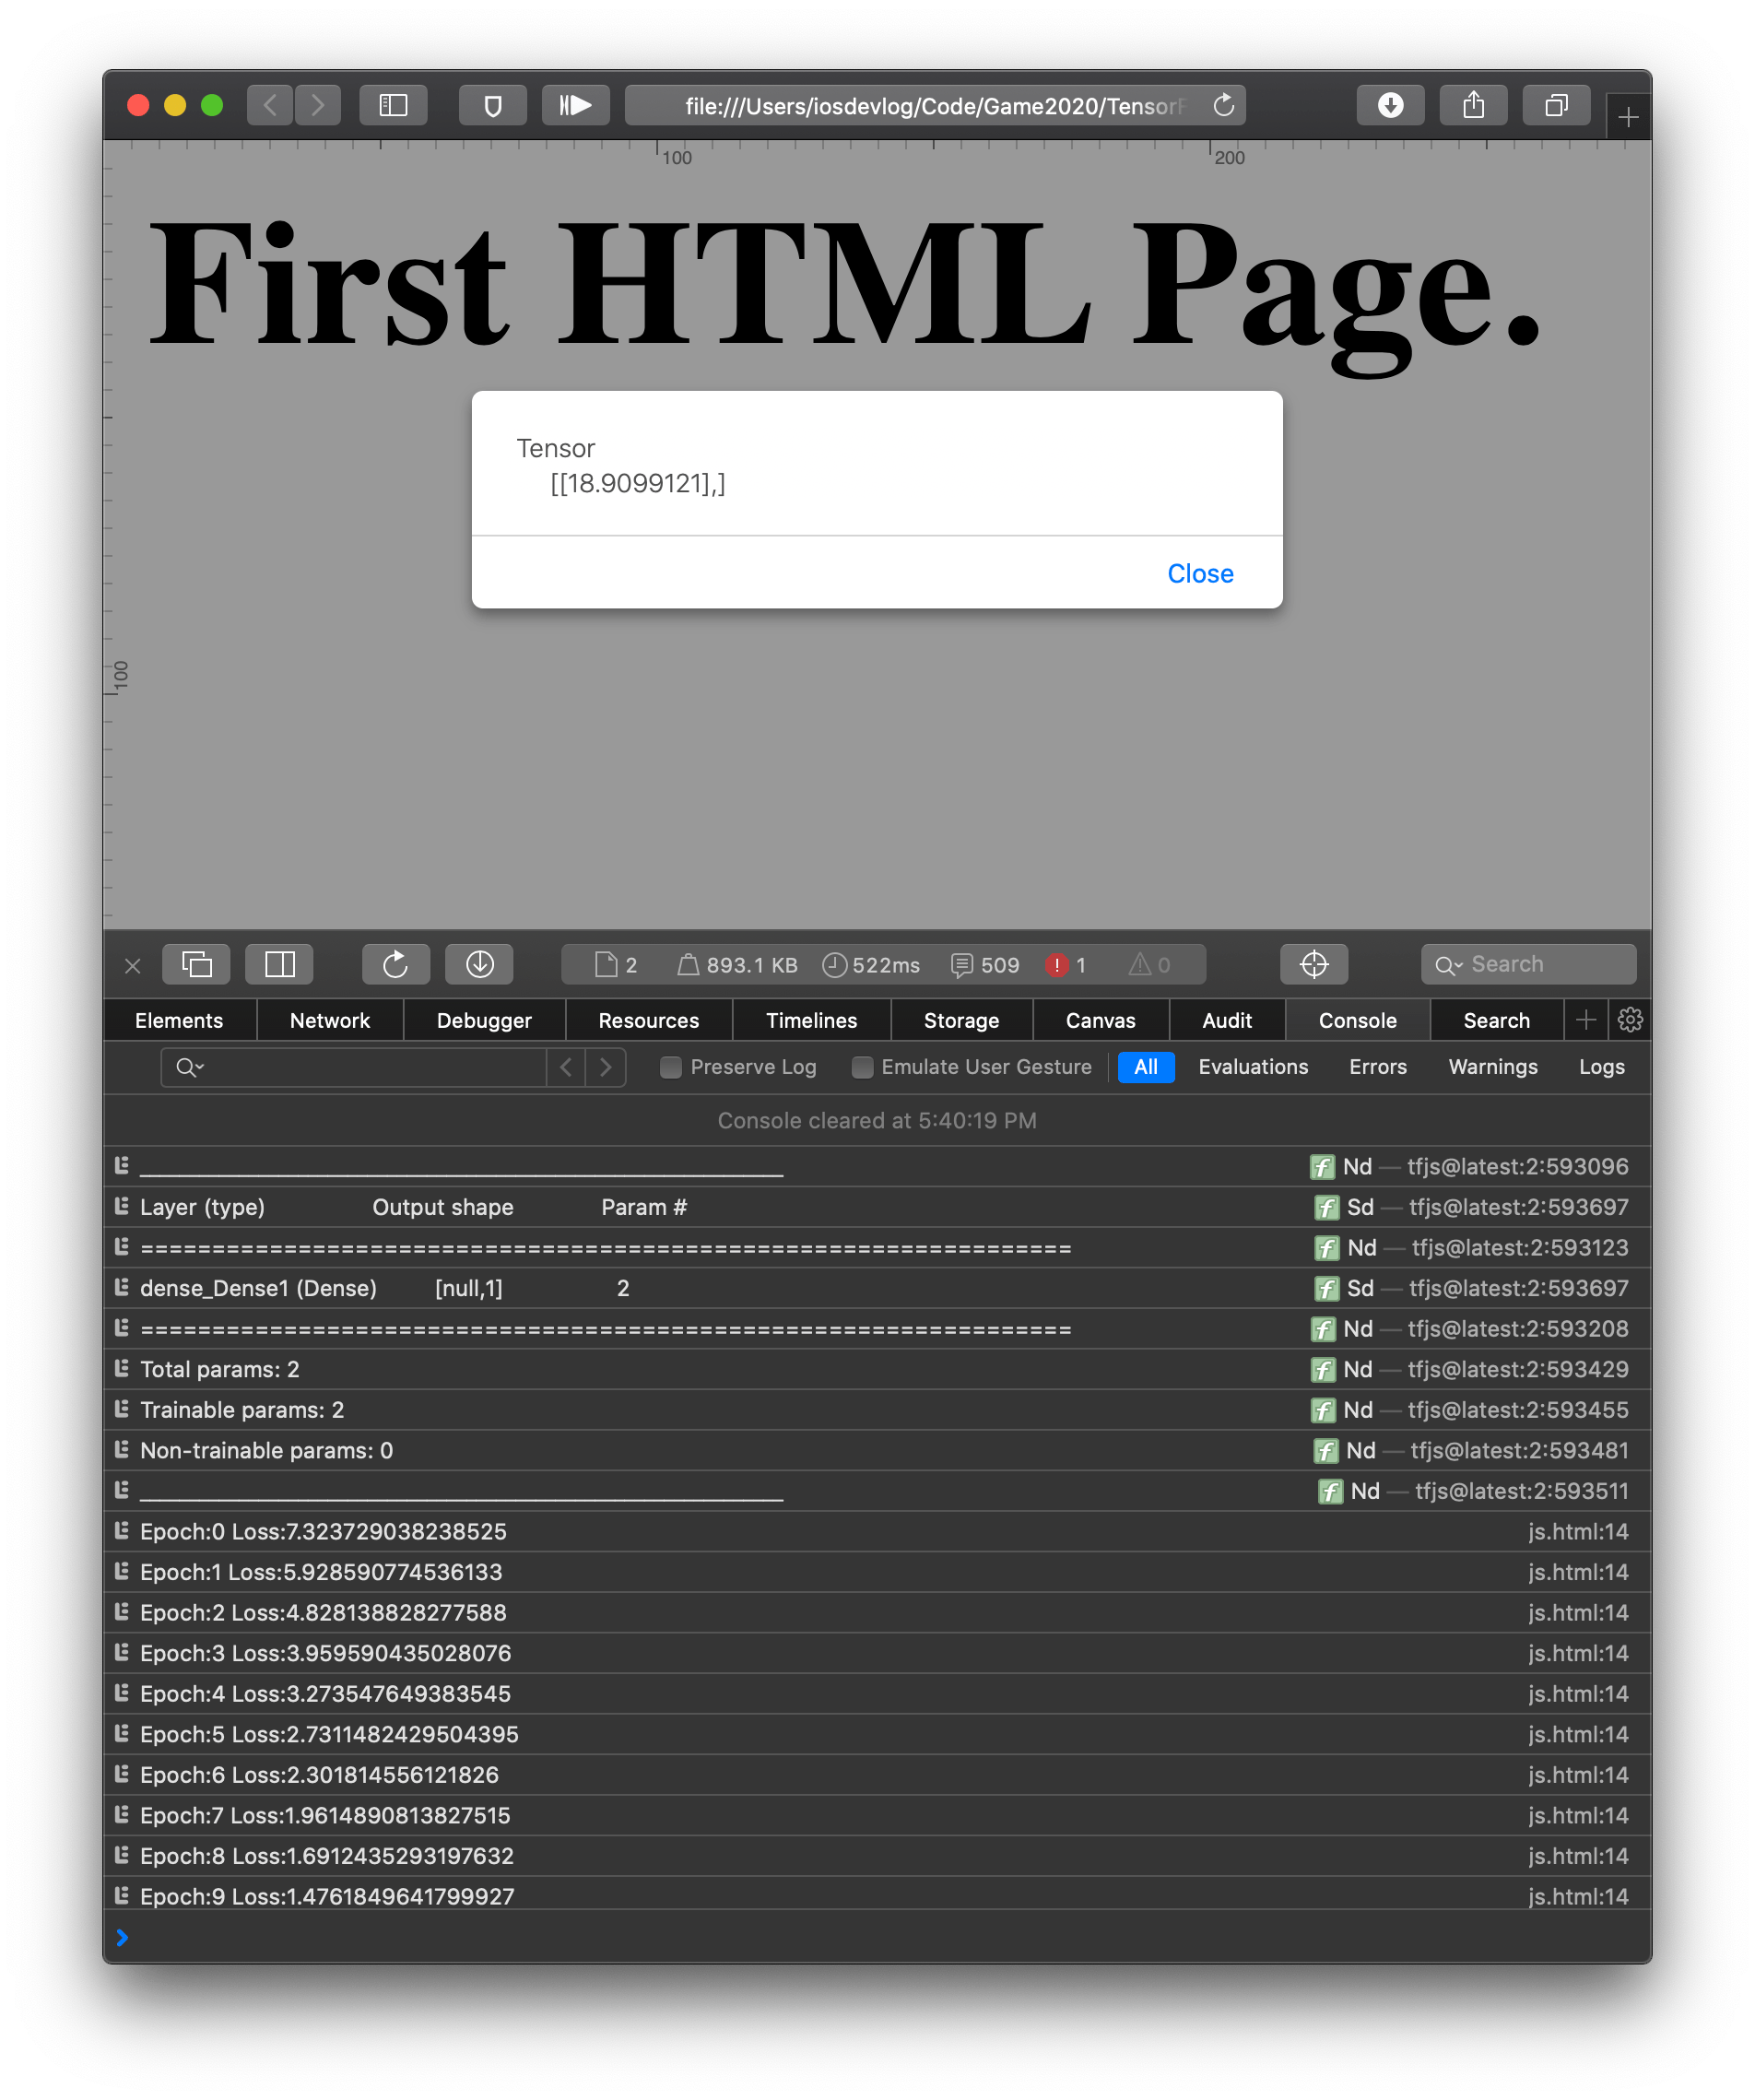 file:///Users/iosdevlog/Code/Game2020/TensorF
100
200
First HTML Page.
Tensor
[[18.9099121],]
Close
100
2 893.1 KB 522ms 509 1 0 Search
Elements Network Debugger Resources Timelines Storage Canvas Audit Console Search
Preserve Log Emulate User Gesture All Evaluations Errors Warnings Logs
Console cleared at 5:40:19 PM
_________________________________________________________________ f Nd — tfjs@latest:2:593096
Layer (type) Output shape Param # f Sd — tfjs@latest:2:593697
================================================================= f Nd — tfjs@latest:2:593123
dense_Dense1 (Dense) [null,1] 2 f Sd — tfjs@latest:2:593697
================================================================= f Nd — tfjs@latest:2:593208
Total params: 2 f Nd — tfjs@latest:2:593429
Trainable params: 2 f Nd — tfjs@latest:2:593455
Non-trainable params: 0 f Nd — tfjs@latest:2:593481
_________________________________________________________________ f Nd — tfjs@latest:2:593511
Epoch:0 Loss:7.323729038238525 js.html:14
Epoch:1 Loss:5.928590774536133 js.html:14
Epoch:2 Loss:4.828138828277588 js.html:14
Epoch:3 Loss:3.959590435028076 js.html:14
Epoch:4 Loss:3.273547649383545 js.html:14
Epoch:5 Loss:2.7311482429504395 js.html:14
Epoch:6 Loss:2.301814556121826 js.html:14
Epoch:7 Loss:1.9614890813827515 js.html:14
Epoch:8 Loss:1.6912435293197632 js.html:14
Epoch:9 Loss:1.4761849641799927 js.html:14